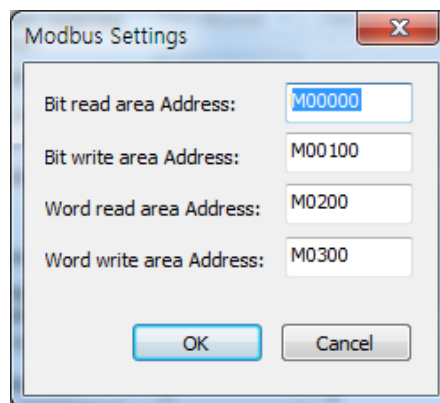 Modbus Settings
Bit read area Address: M00000
Bit write area Address: M00100
Word read area Address: M0200
Word write area Address: M0300
OK Cancel